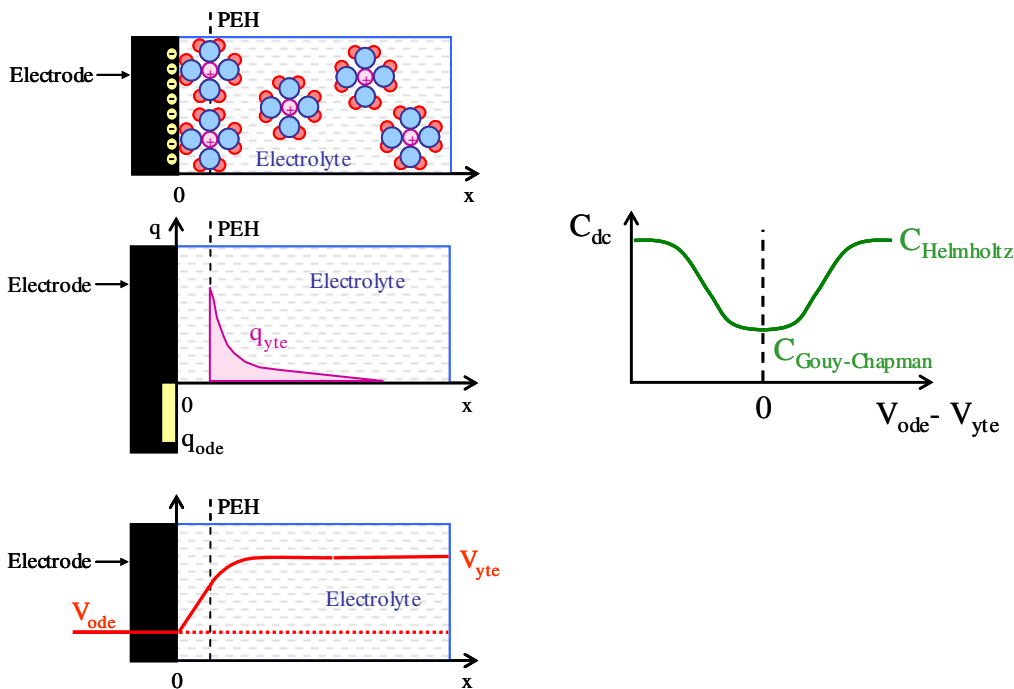 PEH
Electrode
Electrolyte
0
x
q
PEH
Electrode
Electrolyte
q_yte
0
x
q_ode
PEH
Electrode
V_yte
Electrolyte
V_ode
0
x
C_dc
C_Helmholtz
C_Gouy-Chapman
0
V_ode - V_yte